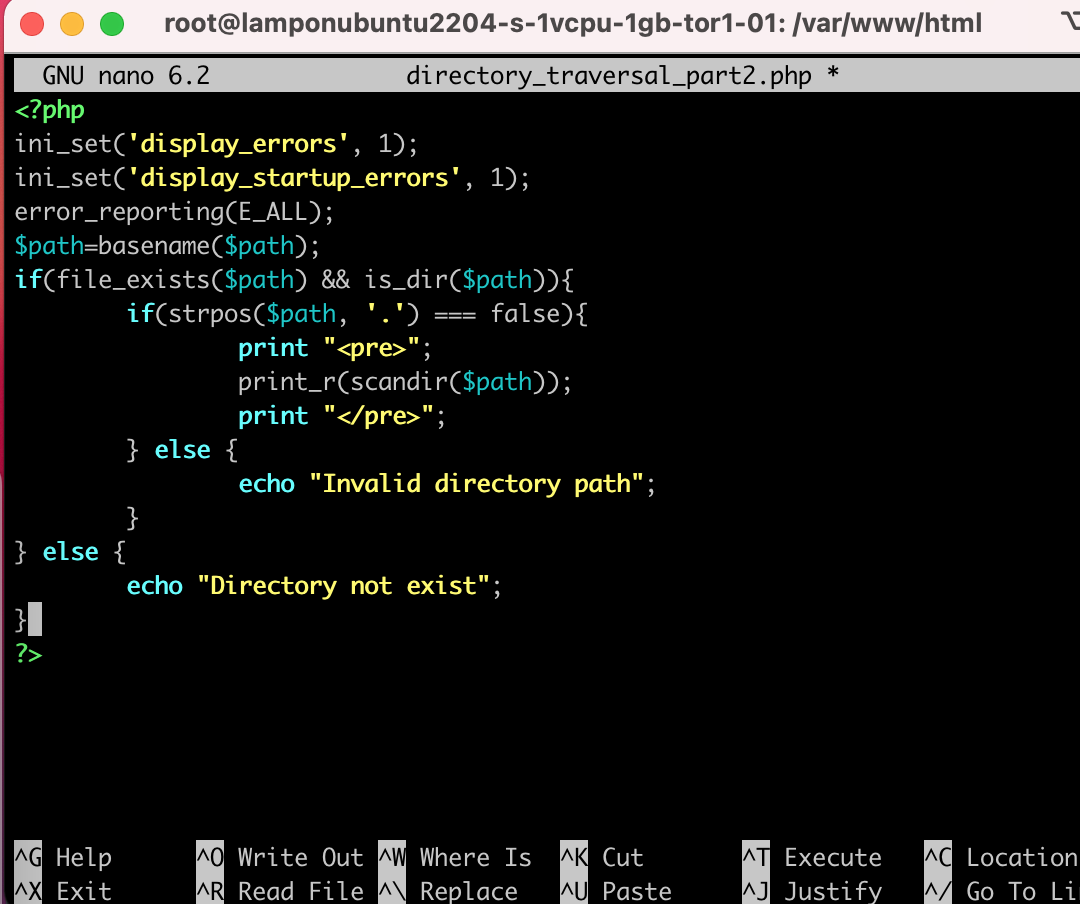 root@lamponubuntu2204-s-1vcpu-1gb-tor1-01: /var/www/html
GNU nano 6.2 directory_traversal_part2.php *
<?php
ini_set('display_errors', 1);
ini_set('display_startup_errors', 1);
error_reporting(E_ALL);
$path=basename($path);
if(file_exists($path) && is_dir($path)){
        if(strpos($path, '.') === false){
                print "<pre>";
                print_r(scandir($path));
                print "</pre>";
        } else {
                echo "Invalid directory path";
        }
} else {
        echo "Directory not exist";
}
?>
^G Help ^O Write Out ^W Where Is ^K Cut ^T Execute ^C Location
^X Exit ^R Read File ^\ Replace ^U Paste ^J Justify ^/ Go To Li